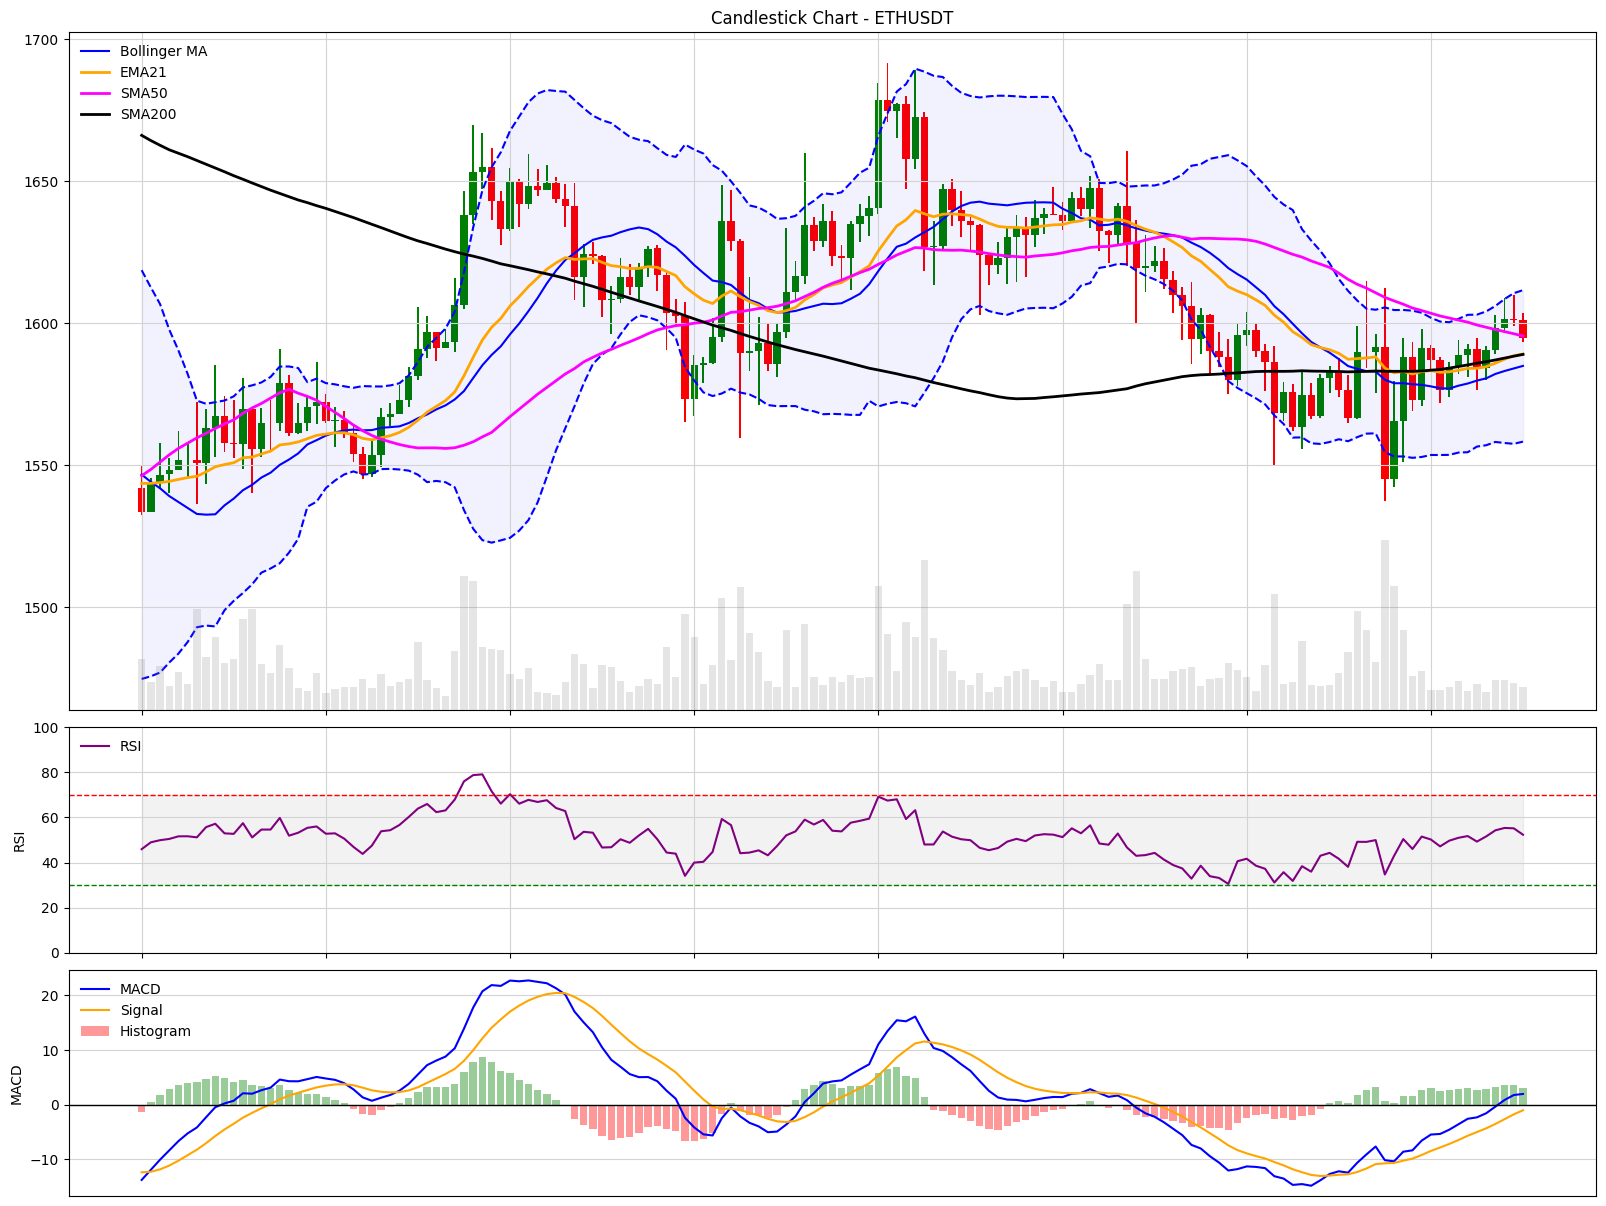 Candlestick Chart - ETHUSDT
1700
1650
1600
1550
1500
Bollinger MA
EMA21
SMA50
SMA200
100
80
60
40
20
0
RSI
RSI
20
10
0
−10
MACD
MACD
Signal
Histogram